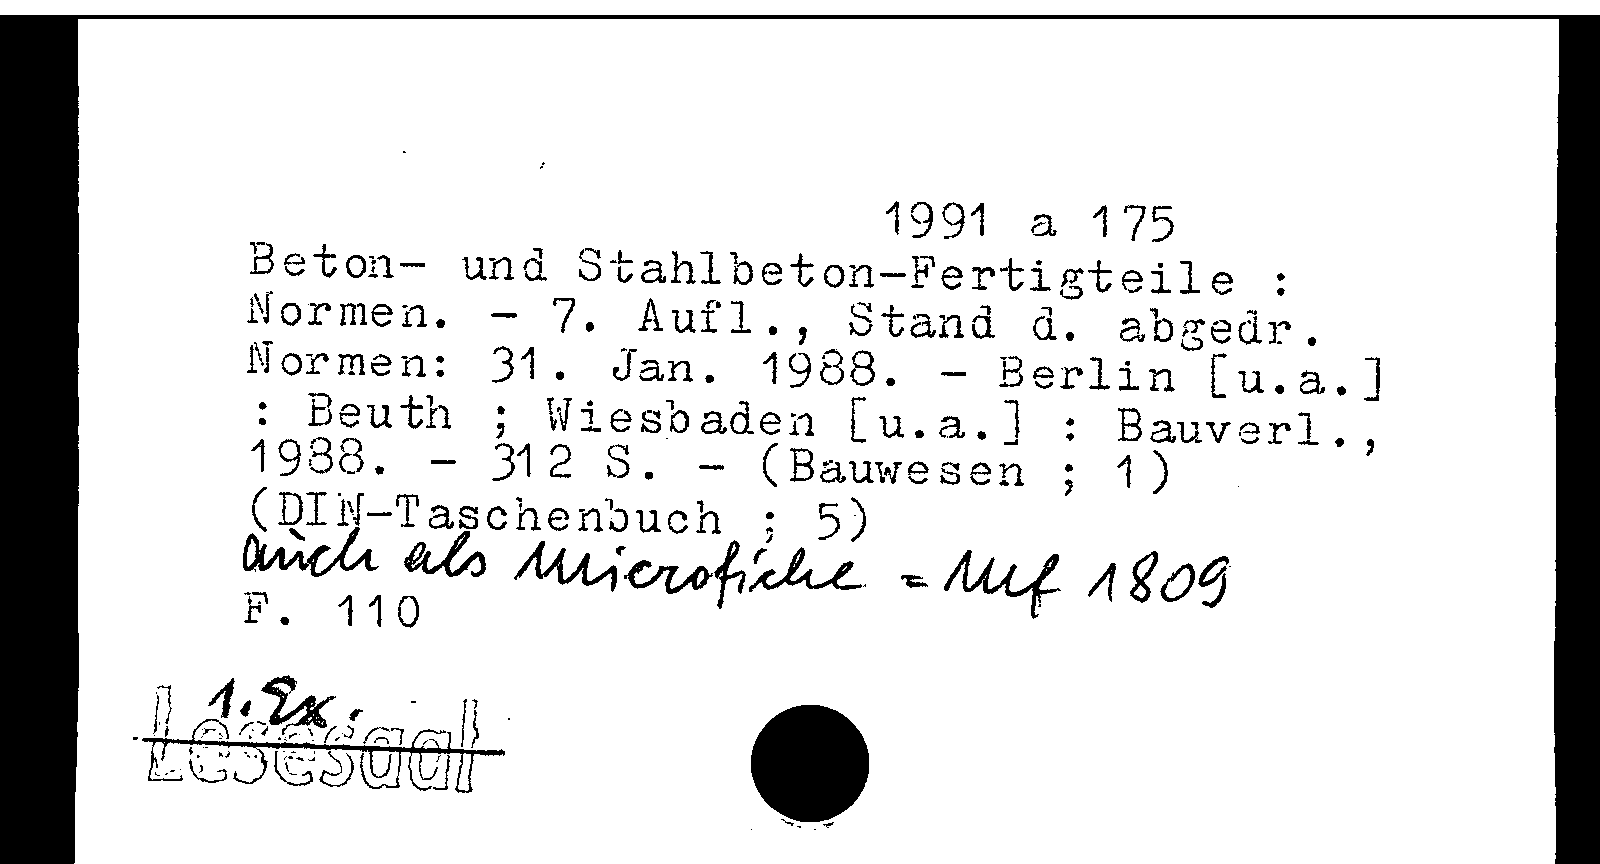 1991 a 175
Beton- und Stahlbeton-Fertigteile :
Normen. - 7. Aufl., Stand d. abgedr.
Normen: 31. Jan. 1988. - Berlin [u.a.]
: Beuth ; Wiesbaden [u.a.] : Bauverl.,
1988. - 312 S. - (Bauwesen ; 1)
(DIN-Taschenbuch ; 5)
auch als Microfiche = Mf 1809
F. 110
1. Ex.
Lesesaal